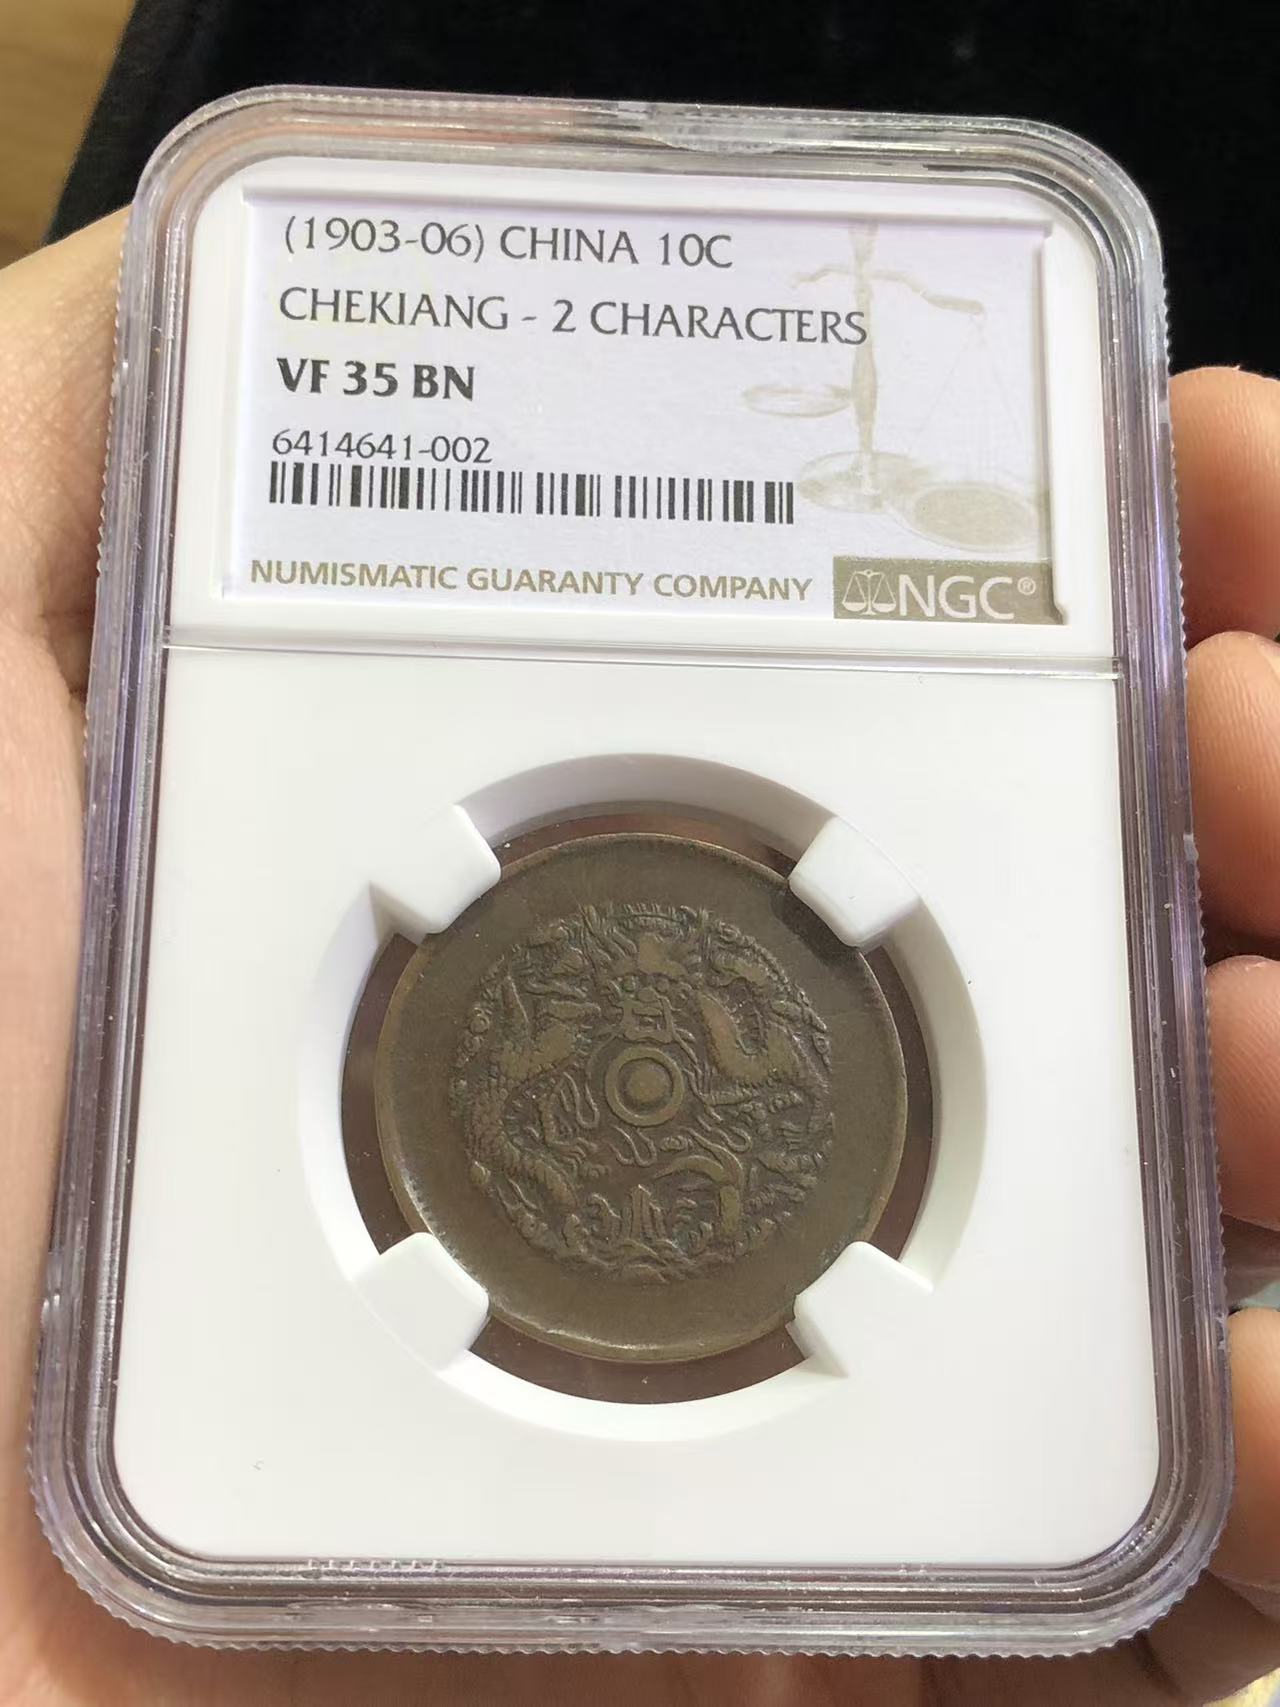 (1903-06) CHINA 10C
CHEKIANG - 2 CHARACTERS
VF 35 BN
6414641-002
NUMISMATIC GUARANTY COMPANY NGC®